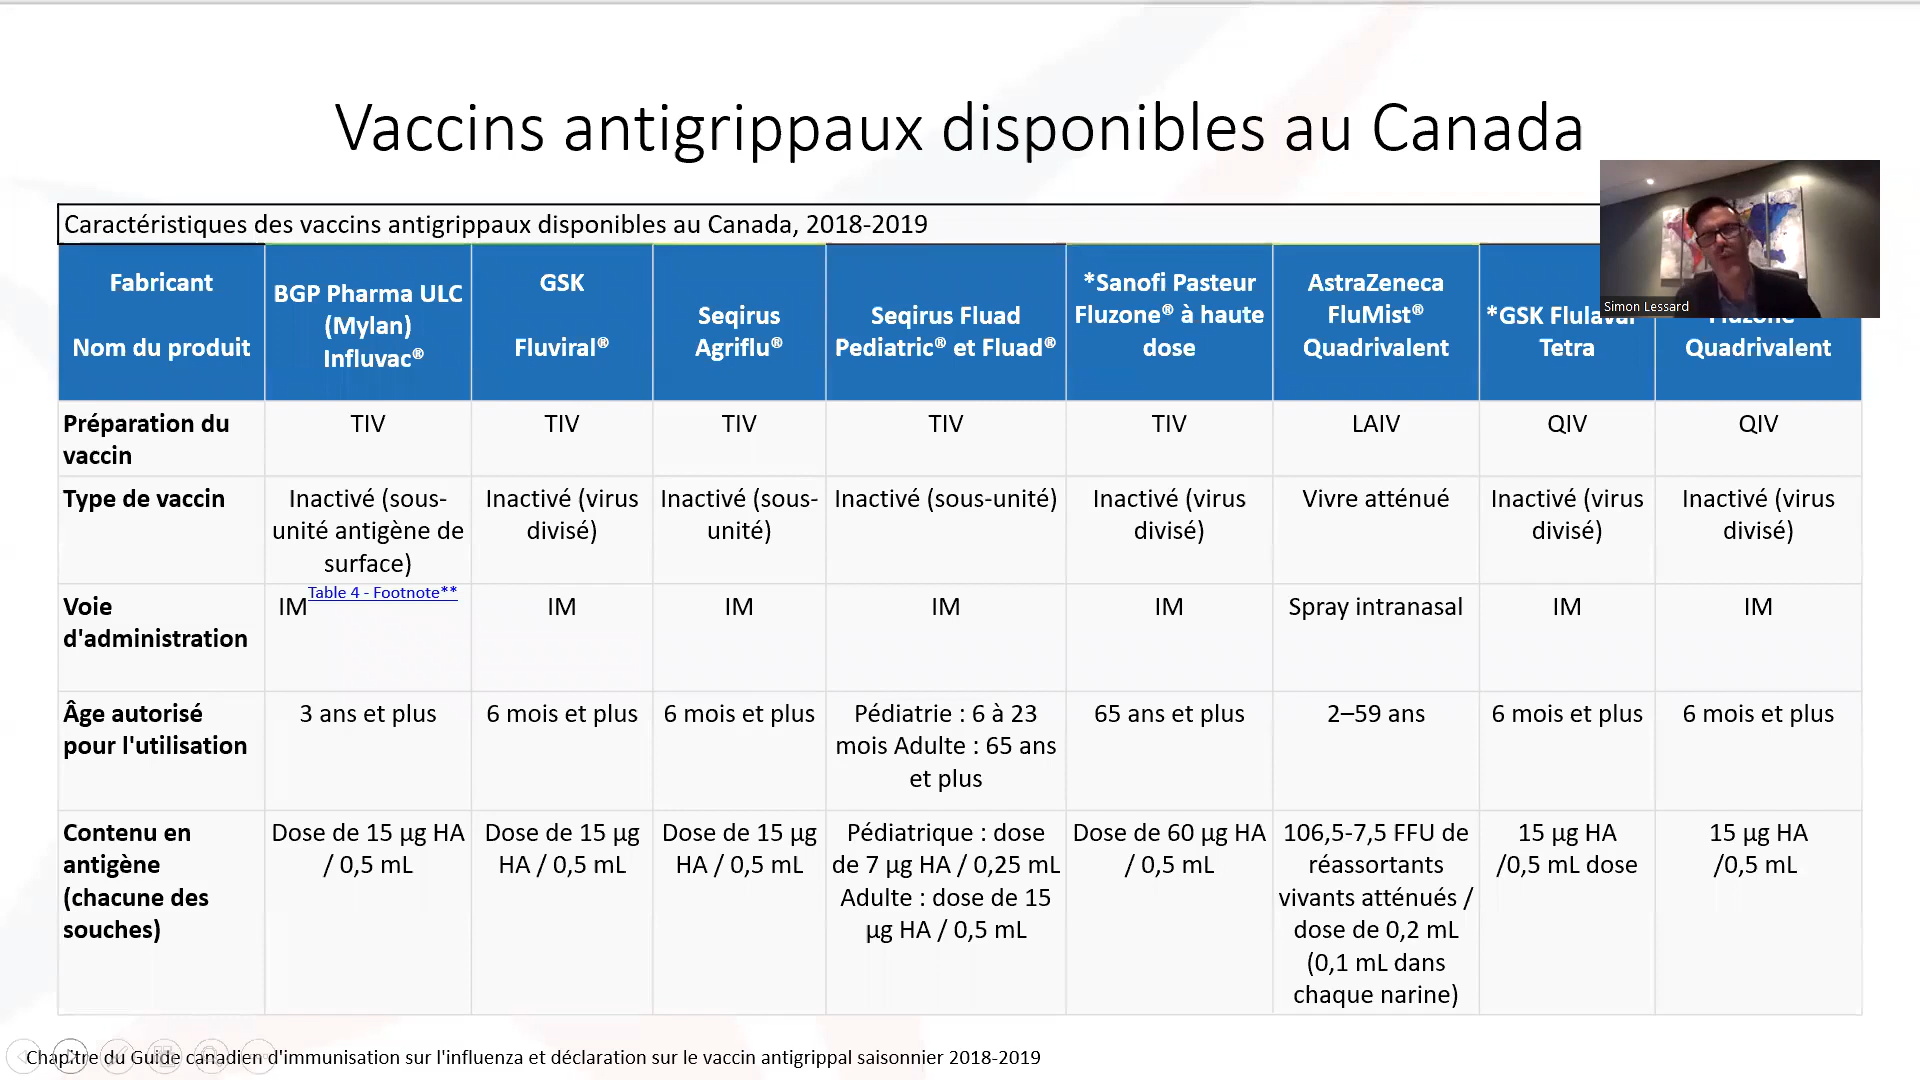 Vaccins antigrippaux disponibles au Canada
Caractéristiques des vaccins antigrippaux disponibles au Canada, 2018-2019
Simon Lessard
Fabricant
Nom du produit
BGP Pharma ULC
(Mylan)
Influvac®
GSK
Fluviral®
Seqirus
Agriflu®
Seqirus Fluad
Pediatric® et Fluad®
*Sanofi Pasteur
Fluzone® à haute
dose
AstraZeneca
FluMist®
Quadrivalent
*GSK Flulaval
Tetra
Quadrivalent
Préparation du
vaccin
TIV
TIV
TIV
TIV
TIV
LAIV
QIV
QIV
Type de vaccin
Inactivé (sous-
unité antigène de
surface)
Inactivé (virus
divisé)
Inactivé (sous-
unité)
Inactivé (sous-unité)
Inactivé (virus
divisé)
Vivre atténué
Inactivé (virus
divisé)
Inactivé (virus
divisé)
Voie
d'administration
IM Table 4 - Footnote**
IM
IM
IM
IM
Spray intranasal
IM
IM
Âge autorisé
pour l'utilisation
3 ans et plus
6 mois et plus
6 mois et plus
Pédiatrie : 6 à 23
mois Adulte : 65 ans
et plus
65 ans et plus
2–59 ans
6 mois et plus
6 mois et plus
Contenu en
antigène
(chacune des
souches)
Dose de 15 µg HA
/ 0,5 mL
Dose de 15 µg
HA / 0,5 mL
Dose de 15 µg
HA / 0,5 mL
Pédiatrique : dose
de 7 µg HA / 0,25 mL
Adulte : dose de 15
µg HA / 0,5 mL
Dose de 60 µg HA
/ 0,5 mL
106,5-7,5 FFU de
réassortants
vivants atténués /
dose de 0,2 mL
(0,1 mL dans
chaque narine)
15 µg HA
/0,5 mL dose
15 µg HA
/0,5 mL
Chapitre du Guide canadien d'immunisation sur l'influenza et déclaration sur le vaccin antigrippal saisonnier 2018-2019